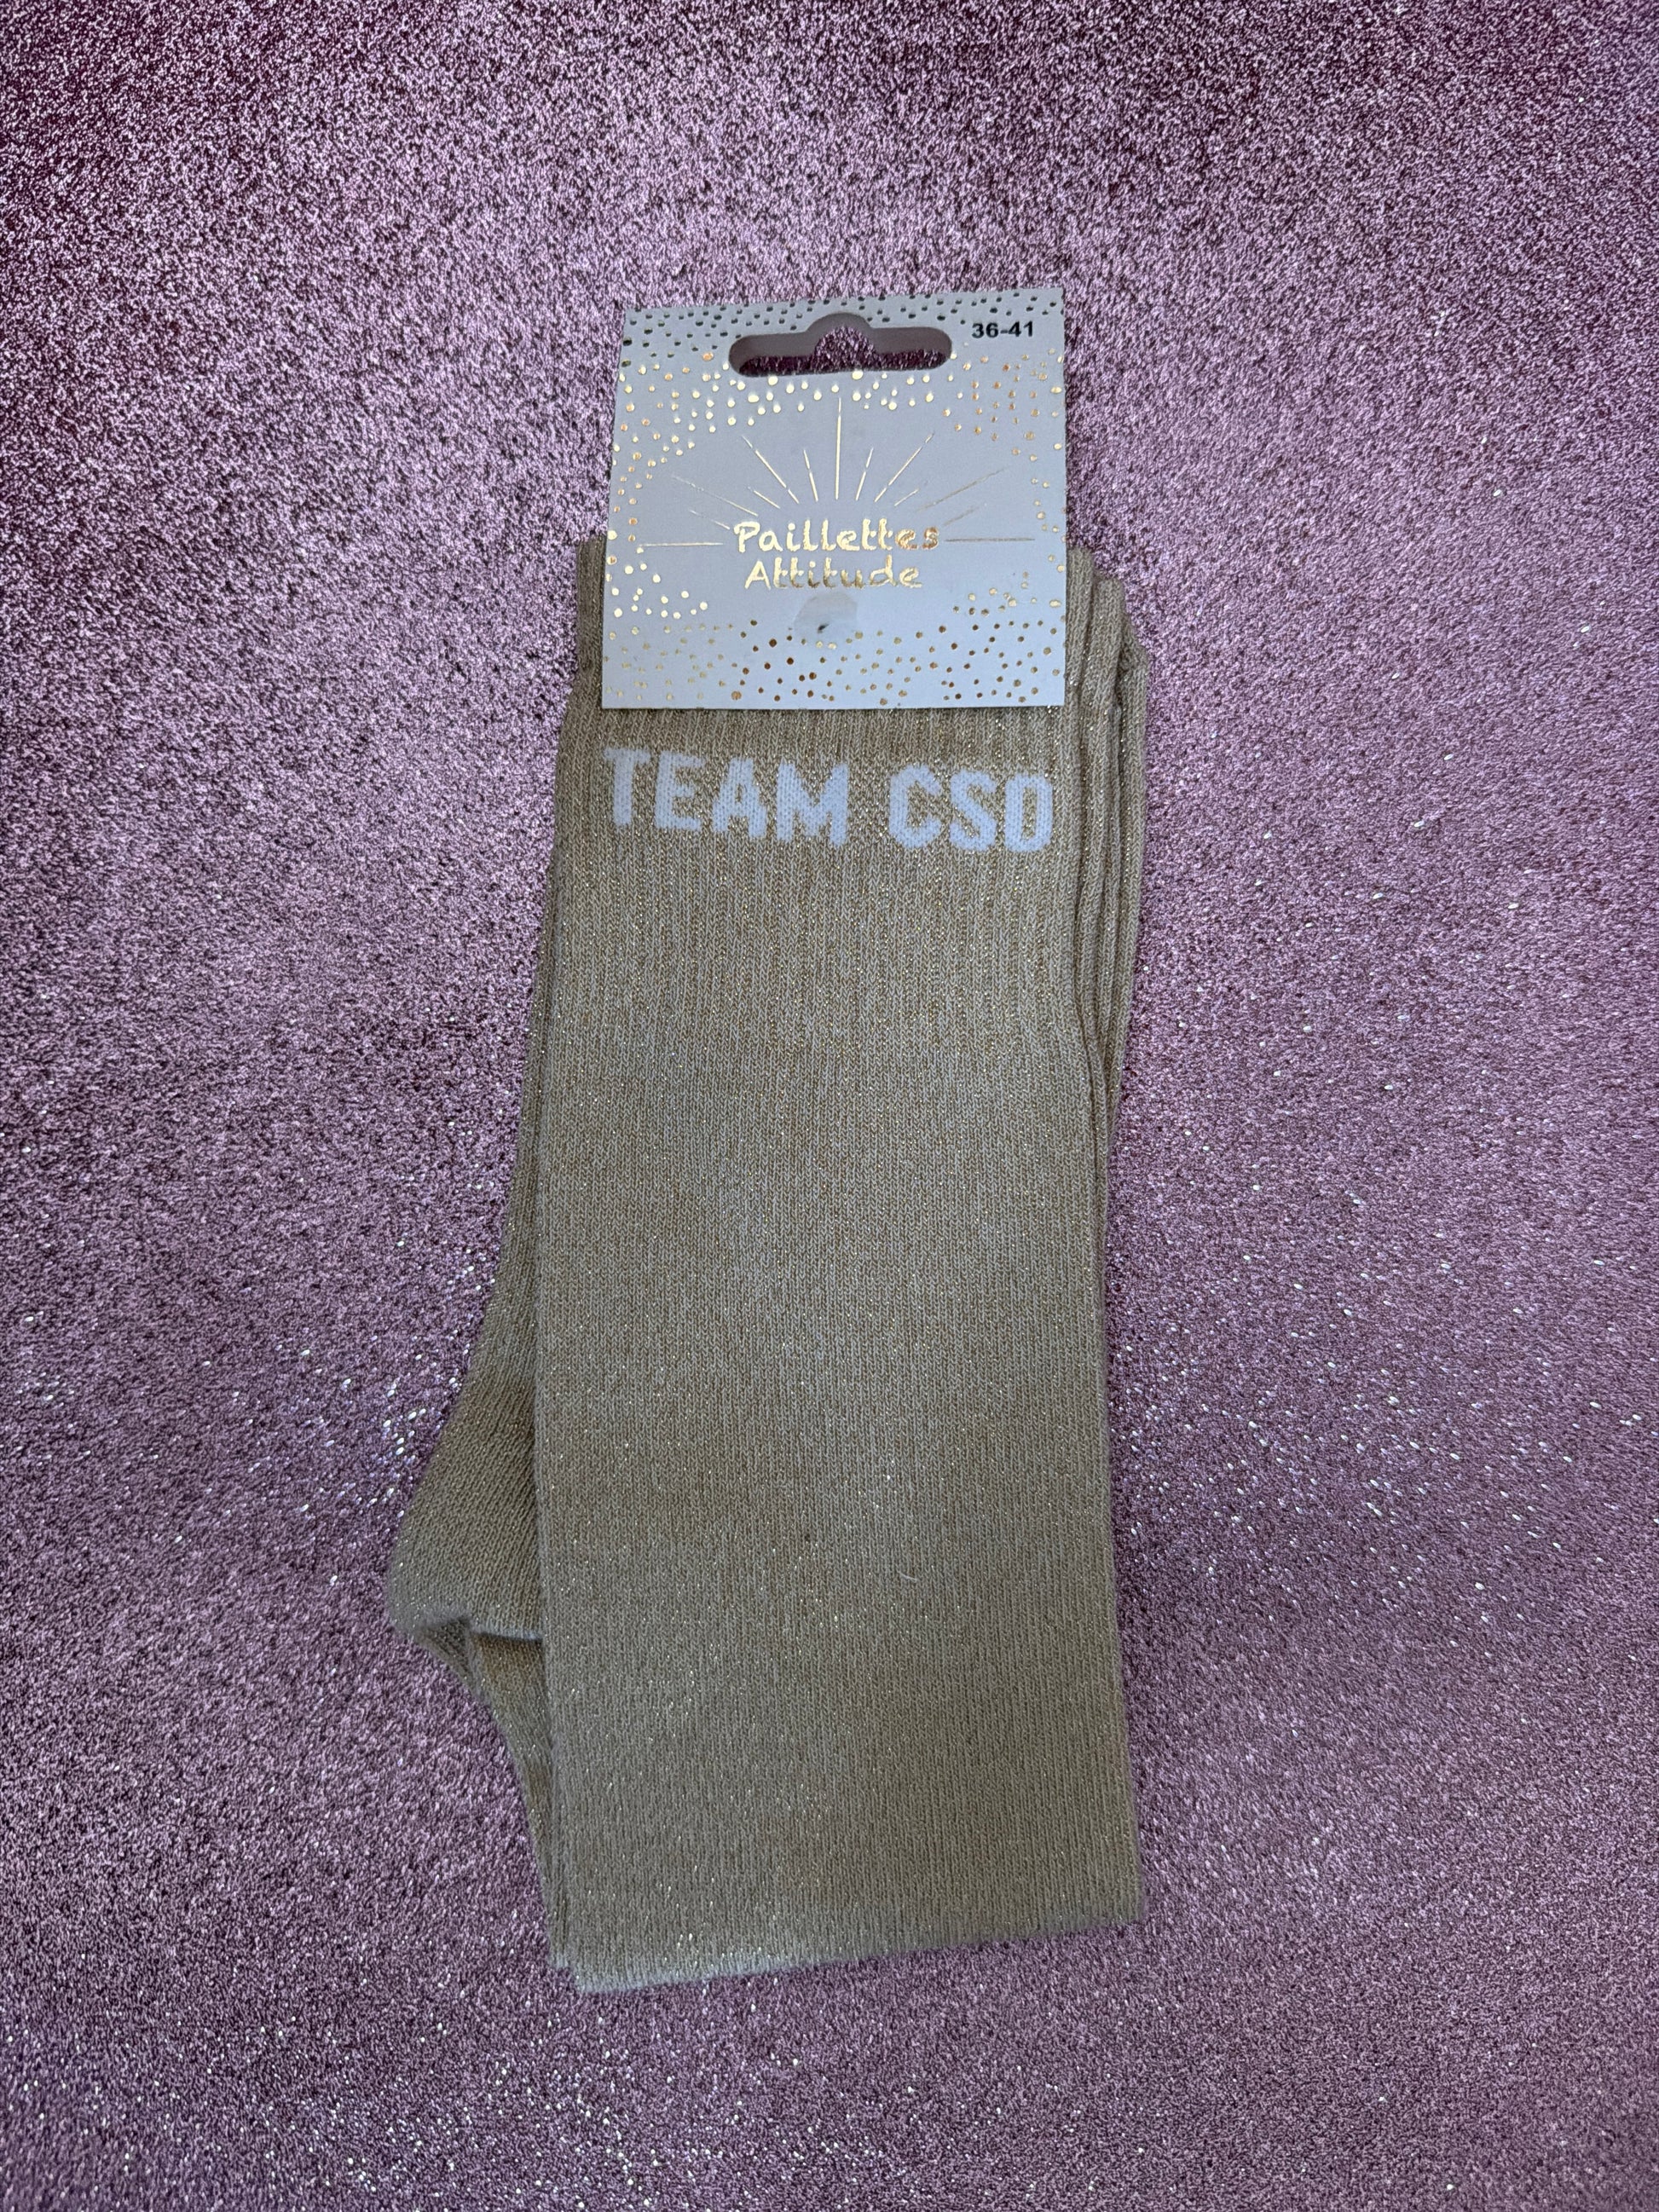 36-41
Paillettes
Attitude
TEAM CSO